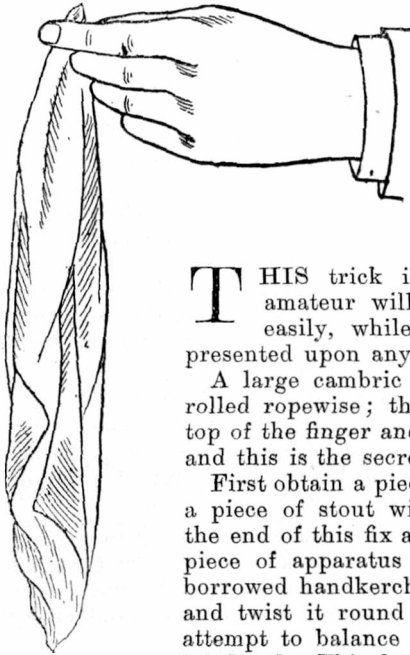 THIS trick i
amateur will
easily, while
presented upon any
A large cambric
rolled ropewise; th
top of the finger and
and this is the secre
First obtain a piec
a piece of stout wi
the end of this fix a
piece of apparatus
borrowed handkerch
and twist it round
attempt to balance